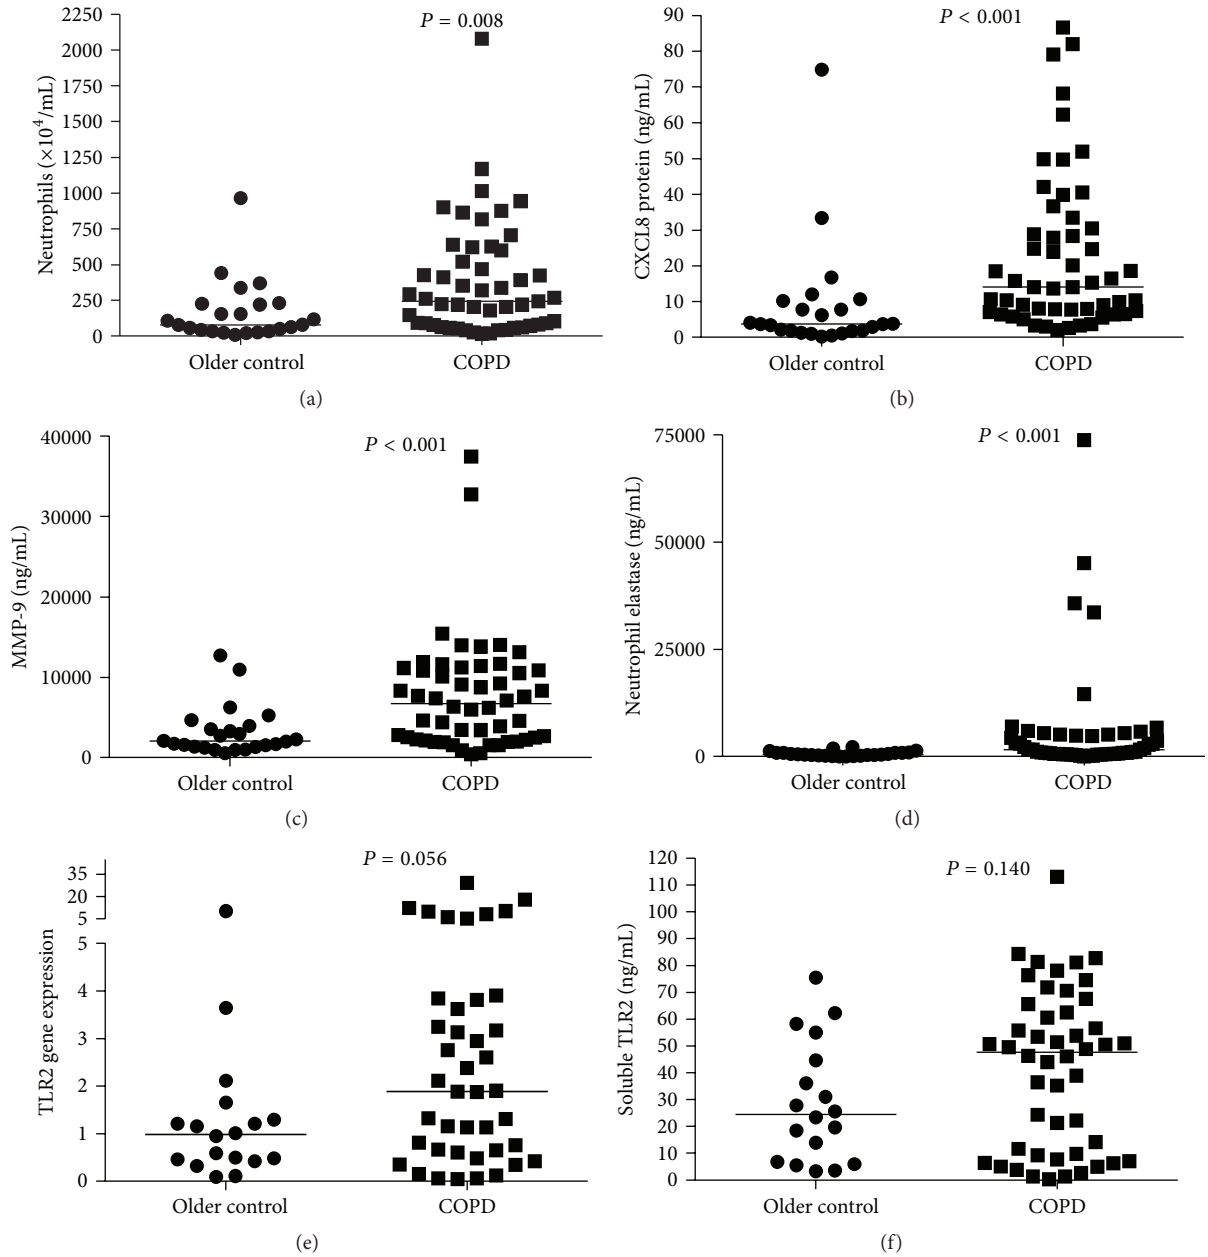 P = 0.008
Neutrophils (×10⁴/mL)
2250
2000
1750
1500
1250
1000
750
500
250
0
Older control
COPD
(a)
P < 0.001
CXCL8 protein (ng/mL)
90
80
70
60
50
40
30
20
10
0
Older control
COPD
(b)
P < 0.001
MMP-9 (ng/mL)
40000
30000
20000
10000
0
Older control
COPD
(c)
P < 0.001
Neutrophil elastase (ng/mL)
75000
50000
25000
0
Older control
COPD
(d)
P = 0.056
TLR2 gene expression
35
20
5
5
4
3
2
1
0
Older control
COPD
(e)
P = 0.140
Soluble TLR2 (ng/mL)
120
110
100
90
80
70
60
50
40
30
20
10
0
Older control
COPD
(f)